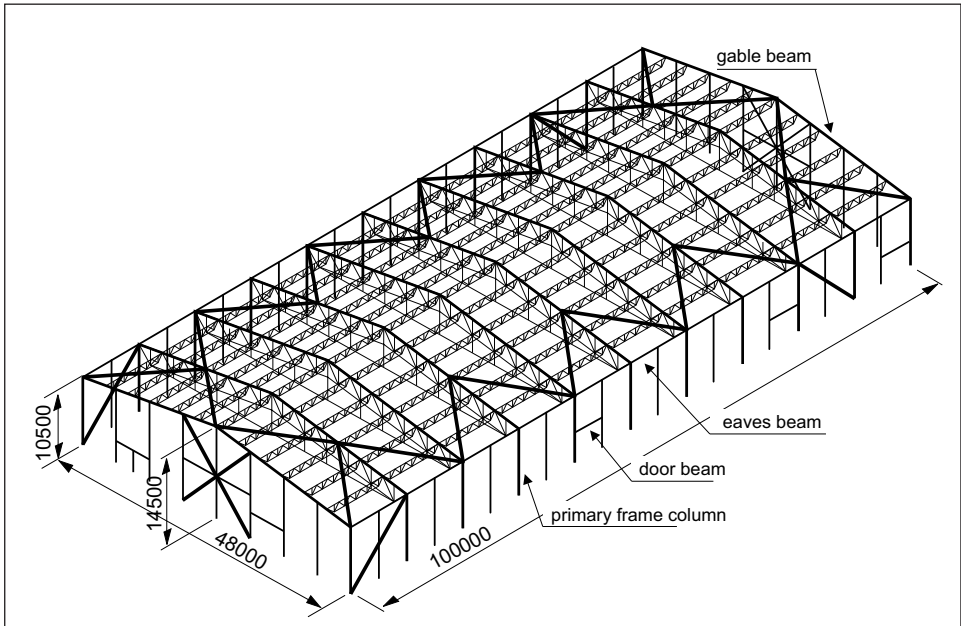 gable beam
eaves beam
door beam
primary frame column
10500
14500
48000
100000